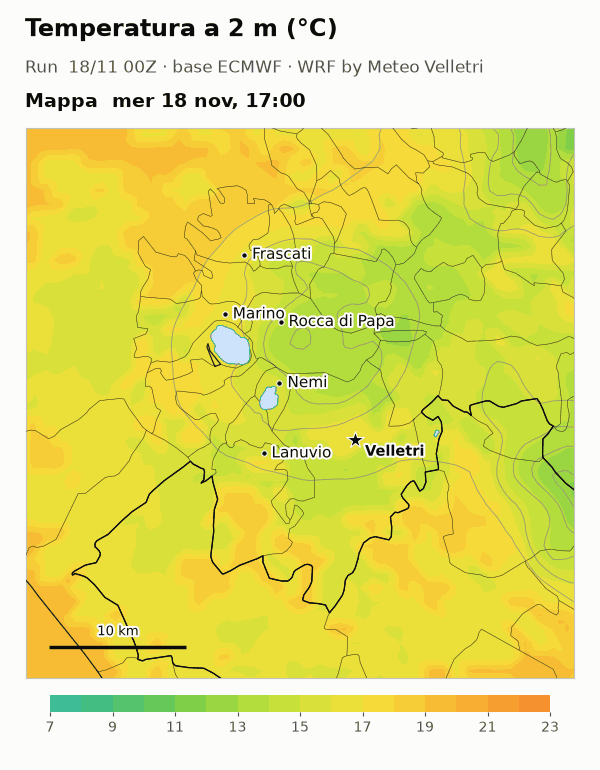 Temperatura a 2 m (°C)
Run  18/11 00Z · base ECMWF · WRF by Meteo Velletri
Mappa  mer 18 nov, 17:00
Frascati
Marino
Rocca di Papa
Nemi
Velletri
Lanuvio
10 km
7 9 11 13 15 17 19 21 23